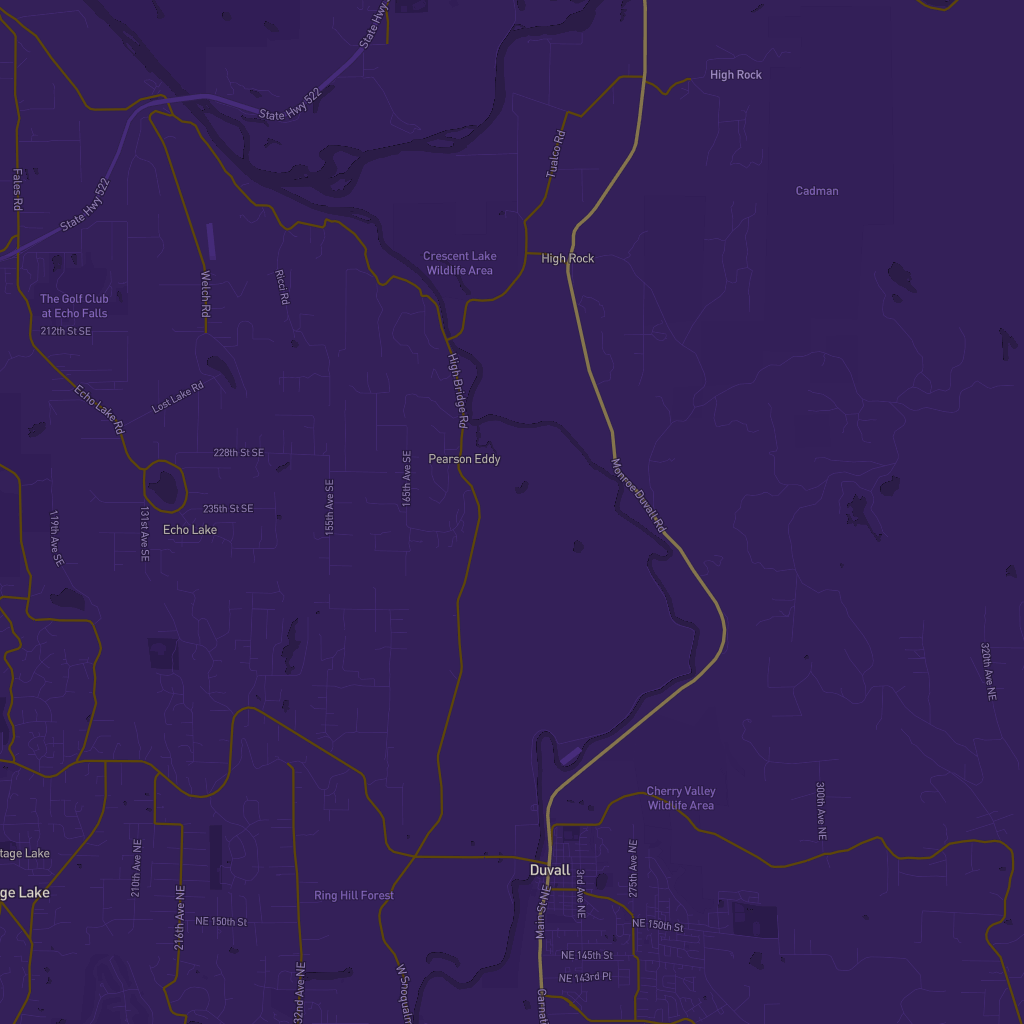 State Hwy
State Hwy 522
High Rock
Tualco Rd
Fales Rd
Cadman
State Hwy 522
Crescent Lake
Wildlife Area
High Rock
Ricci Rd
Welch Rd
The Golf Club
at Echo Falls
212th St SE
High Bridge Rd
Lost Lake Rd
Echo Lake Rd
228th St SE
Pearson Eddy
165th Ave SE
Monroe Duvall Rd
155th Ave SE
235th St SE
131st Ave SE
119th Ave SE
Echo Lake
320th Ave NE
Cherry Valley
Wildlife Area
300th Ave NE
tage Lake
210th Ave NE
275th Ave NE
Duvall
3rd Ave NE
ge Lake
Ring Hill Forest
216th Ave NE
NE 150th St
Main St NE
NE 150th St
NE 145th St
NE 143rd Pl
32nd Ave NE
W Snoqualm
Carnati